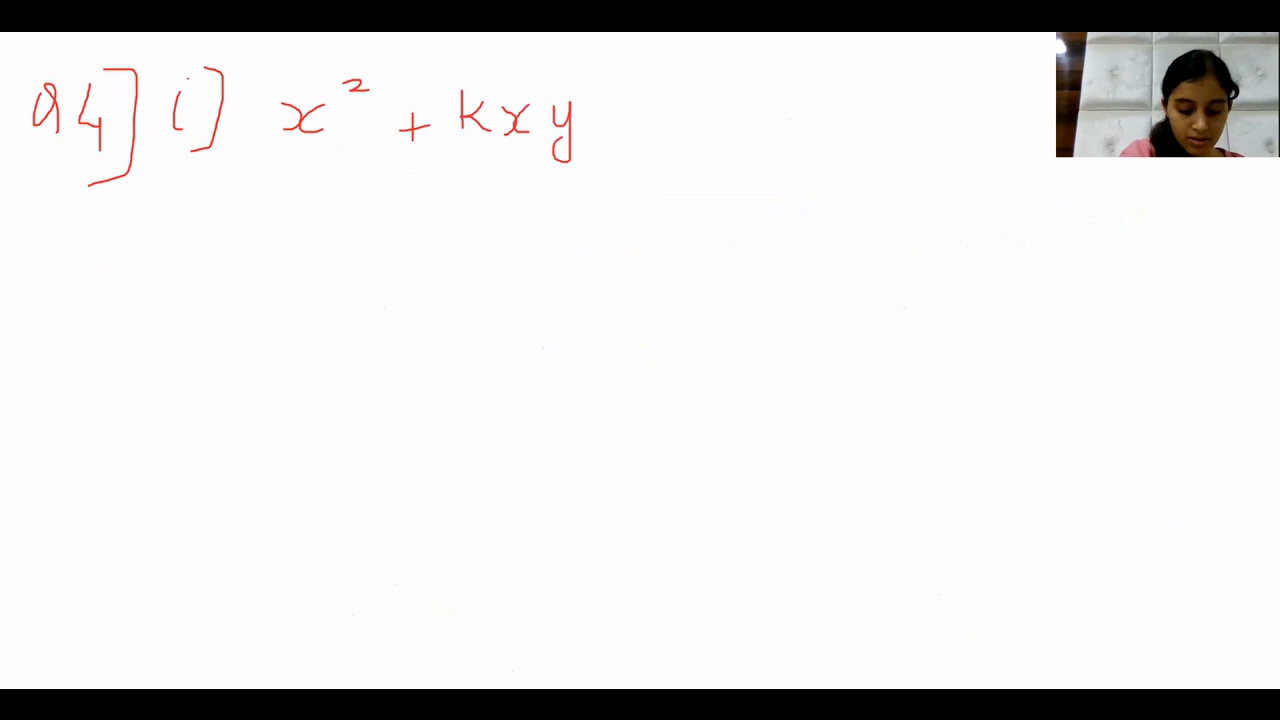 Q4] i] x² + kxy